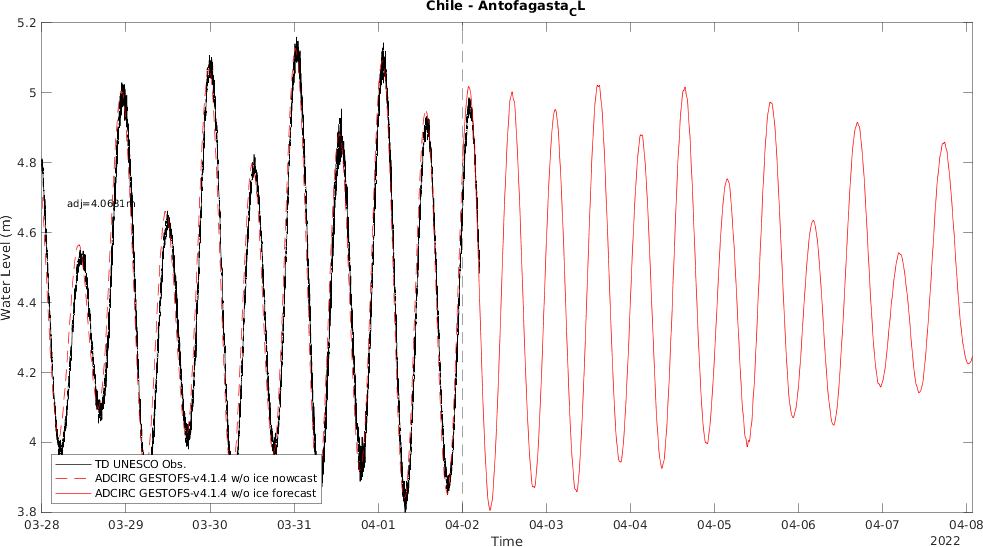 Chile - Antofagasta_CL
5.2
5
4.8
4.6
4.4
4.2
4
3.8
Water Level (m)
adj=4.0631m
TD UNESCO Obs.
ADCIRC GESTOFS-v4.1.4 w/o ice nowcast
ADCIRC GESTOFS-v4.1.4 w/o ice forecast
03-28 03-29 03-30 03-31 04-01 04-02 04-03 04-04 04-05 04-06 04-07 04-08
Time
2022